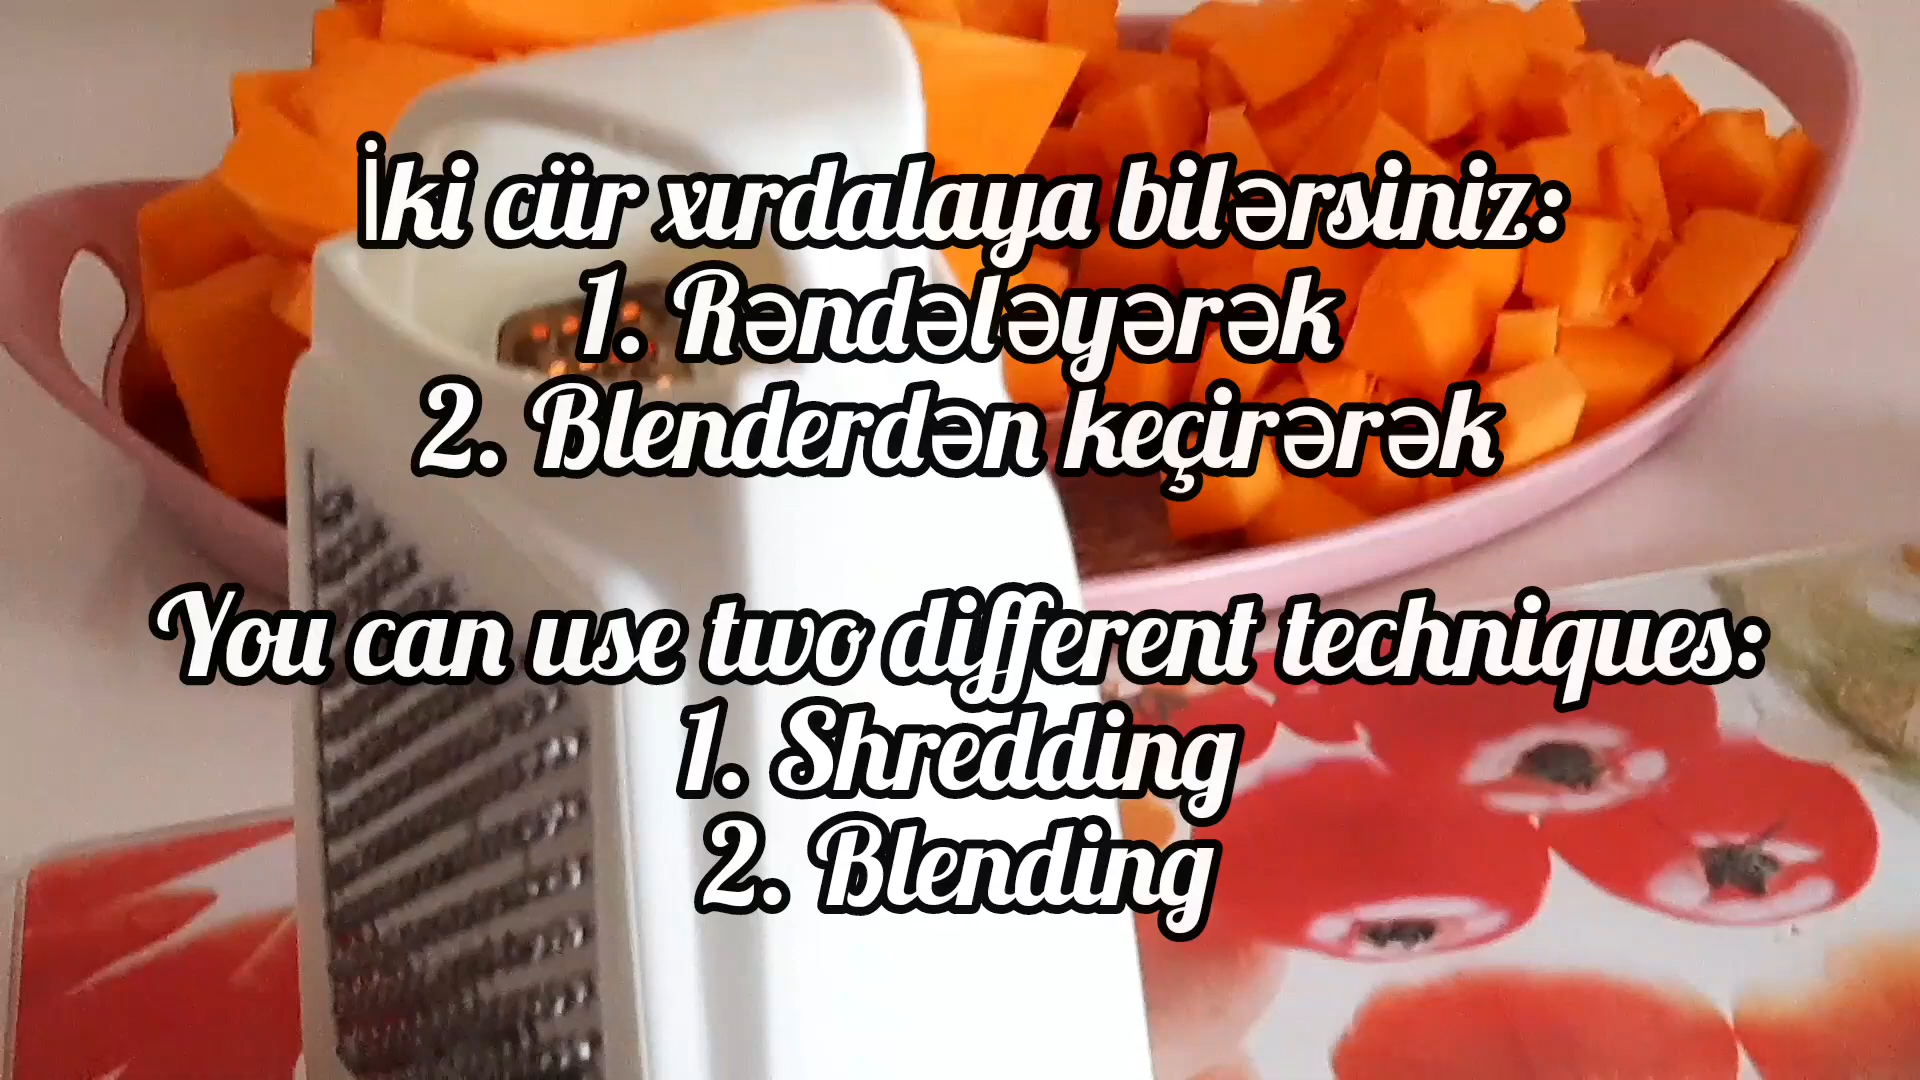 İki cür xırdalaya bilərsiniz:
1. Rəndələyərək
2. Blenderdən keçirərək
You can use two different techniques:
1. Shredding
2. Blending